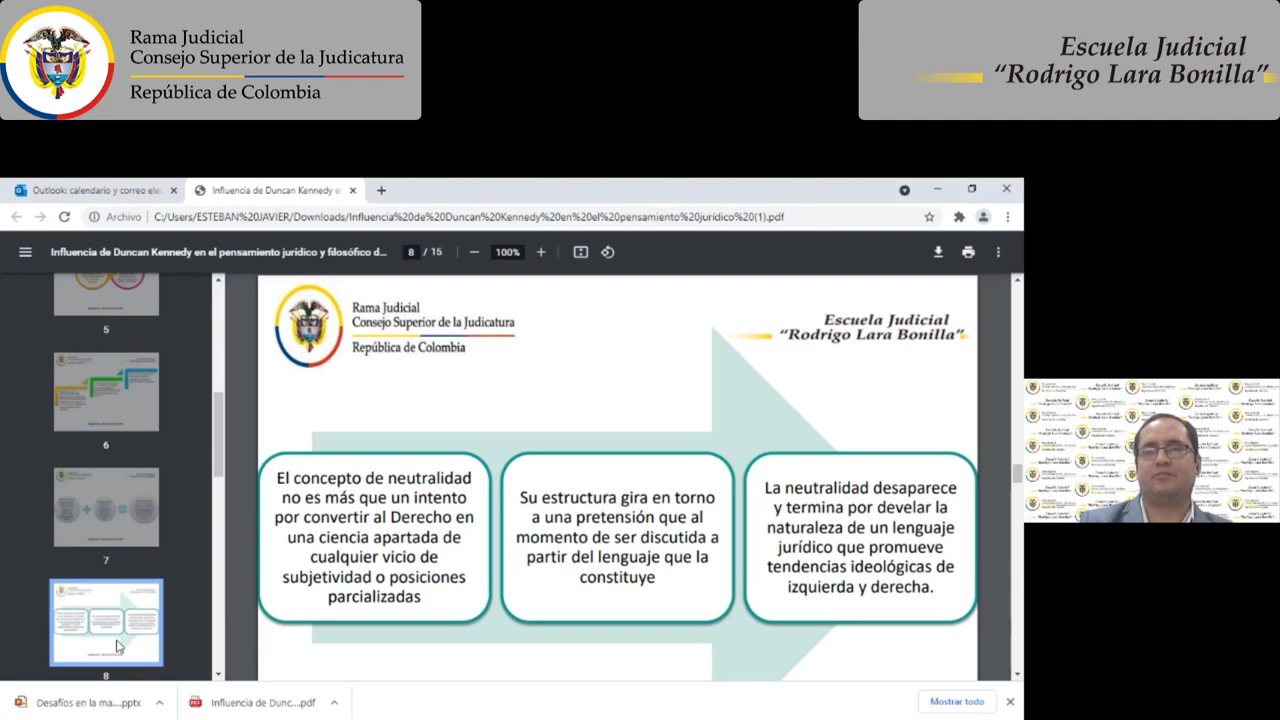 Rama Judicial
Consejo Superior de la Judicatura
República de Colombia
Escuela Judicial
“Rodrigo Lara Bonilla”
Outlook: calendario y correo ele
Influencia de Duncan Kennedy e
Archivo
C:/Users/ESTEBAN%20JAVIER/Downloads/Influencia%20de%20Duncan%20Kennedy%20en%20el%20pensamiento%20jurídico%20(1).pdf
Influencia de Duncan Kennedy en el pensamiento jurídico y filosófico d...
8 / 15
100%
5
6
7
8
Rama Judicial
Consejo Superior de la Judicatura
República de Colombia
Escuela Judicial
“Rodrigo Lara Bonilla”
El concepto de neutralidad
no es más que un intento
por convertir al Derecho en
una ciencia apartada de
cualquier vicio de
subjetividad o posiciones
parcializadas
Su estructura gira en torno
a una pretensión que al
momento de ser discutida a
partir del lenguaje que la
constituye
La neutralidad desaparece
y termina por develar la
naturaleza de un lenguaje
jurídico que promueve
tendencias ideológicas de
izquierda y derecha.
Desafíos en la ma....pptx
Influencia de Dunc....pdf
Mostrar todo